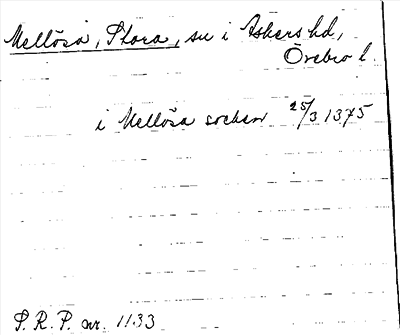 Mellösa, Stora, sn i Askers hd,
Örebro l.
i Mellösa socken 25/3 1375
S. R. P. nr. 1133